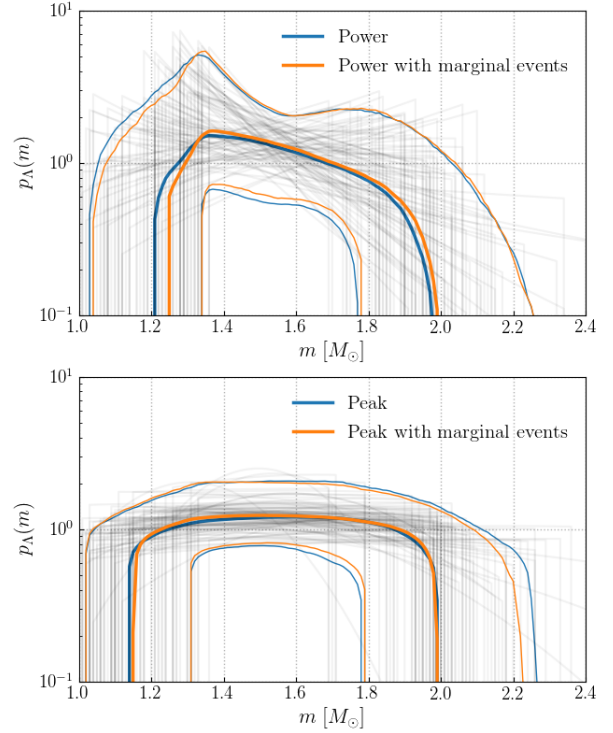 10¹
Power
Power with marginal events
p_Λ(m)
10⁰
10⁻¹
1.0 1.2 1.4 1.6 1.8 2.0 2.2 2.4
m [M_⊙]
10¹
Peak
Peak with marginal events
p_Λ(m)
10⁰
10⁻¹
1.0 1.2 1.4 1.6 1.8 2.0 2.2 2.4
m [M_⊙]